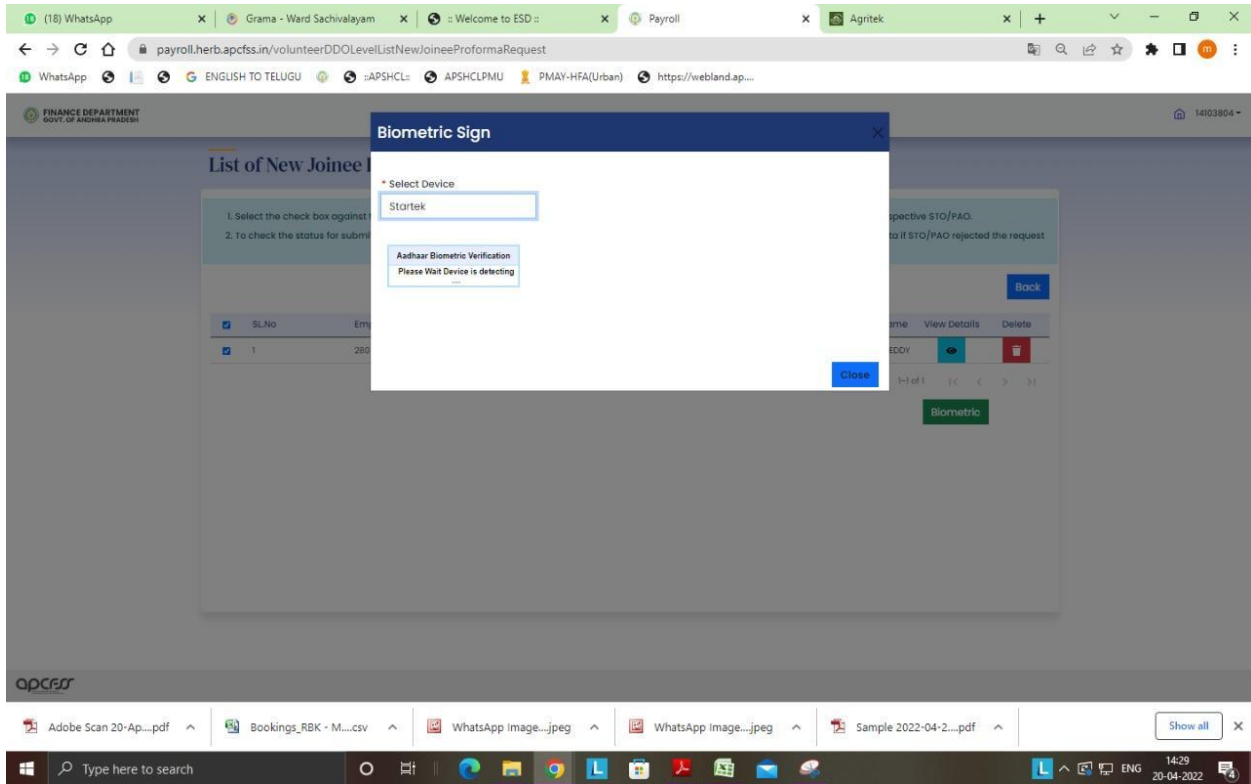 (18) WhatsApp
Grama - Ward Sachivalayam
:: Welcome to ESD ::
Payroll
Agritek
payroll.herb.apcfss.in/volunteerDDOLevelListNewJoineeProformaRequest
m
WhatsApp
G ENGLISH TO TELUGU
::APSHCL::
APSHCLPMU
PMAY-HFA(Urban)
https://webland.ap....
FINANCE DEPARTMENT
GOVT. OF ANDHRA PRADESH
14103804
Biometric Sign
List of New Joinee
* Select Device
Startek
1. Select the check box against
spective STO/PAO.
2. To check the status for submi
to if STO/PAO rejected the request
Aadhaar Biometric Verification
Please Wait Device is detecting
....
Back
SL.No
Emp
ame
View Details
Delete
1
280
EDDY
Close
1-1 of 1
Biometric
apcfss
Adobe Scan 20-Ap....pdf
Bookings_RBK - M....csv
WhatsApp Image....jpeg
WhatsApp Image....jpeg
Sample 2022-04-2....pdf
Show all
Type here to search
L
L
ENG
14:29
20-04-2022
4